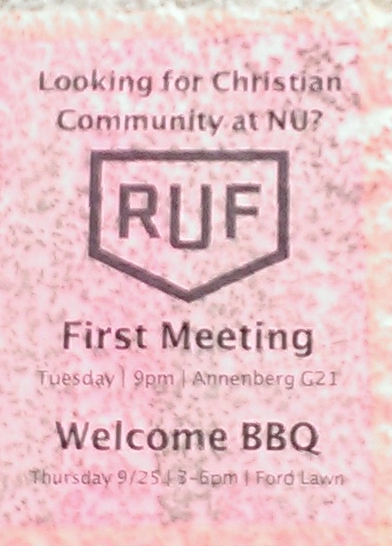 Looking for Christian
Community at NU?
RUF
First Meeting
Tuesday | 9pm | Annenberg G21
Welcome BBQ
Thursday 9/25 | 3-6pm | Ford Lawn